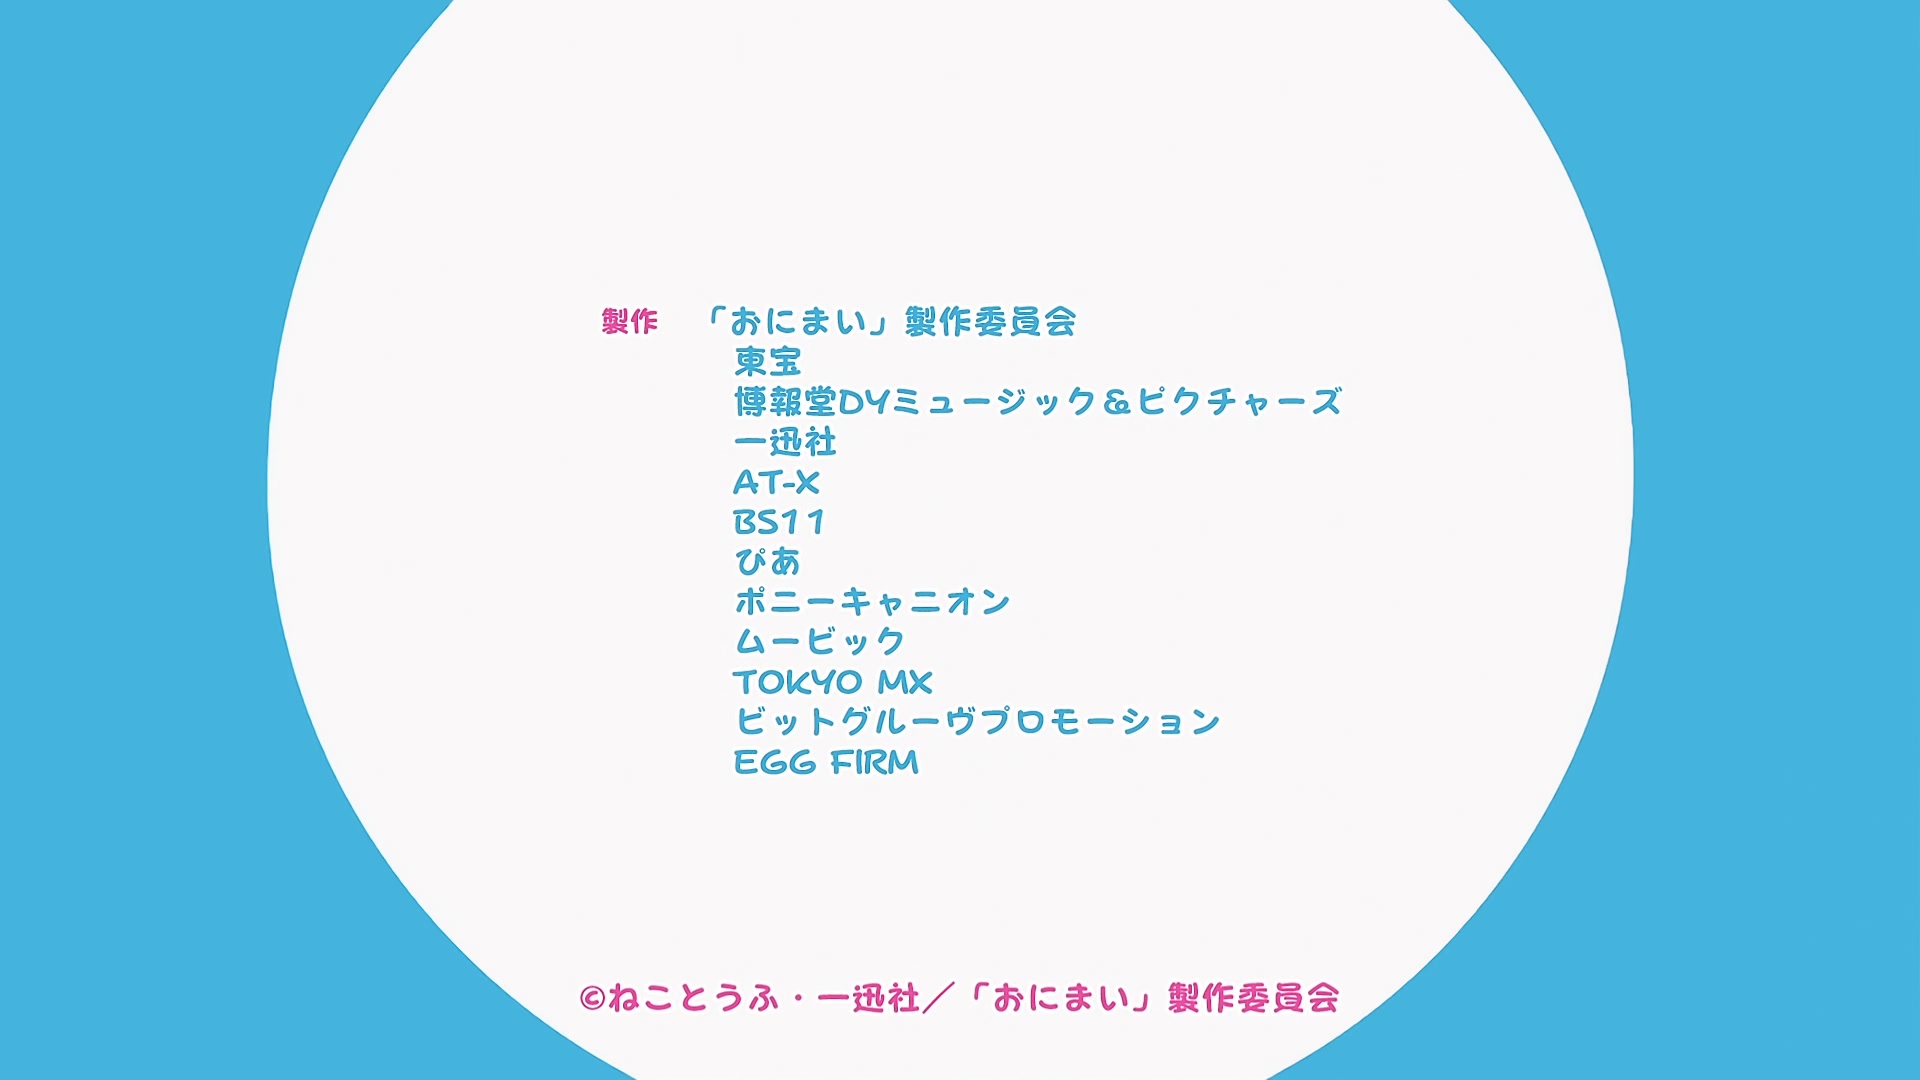 製作 「おにまい」製作委員会
東宝
博報堂DYミュージック＆ピクチャーズ
一迅社
AT-X
BS11
ぴあ
ポニーキャニオン
ムービック
TOKYO MX
ビットグルーヴプロモーション
EGG FIRM
©ねことうふ・一迅社／「おにまい」製作委員会